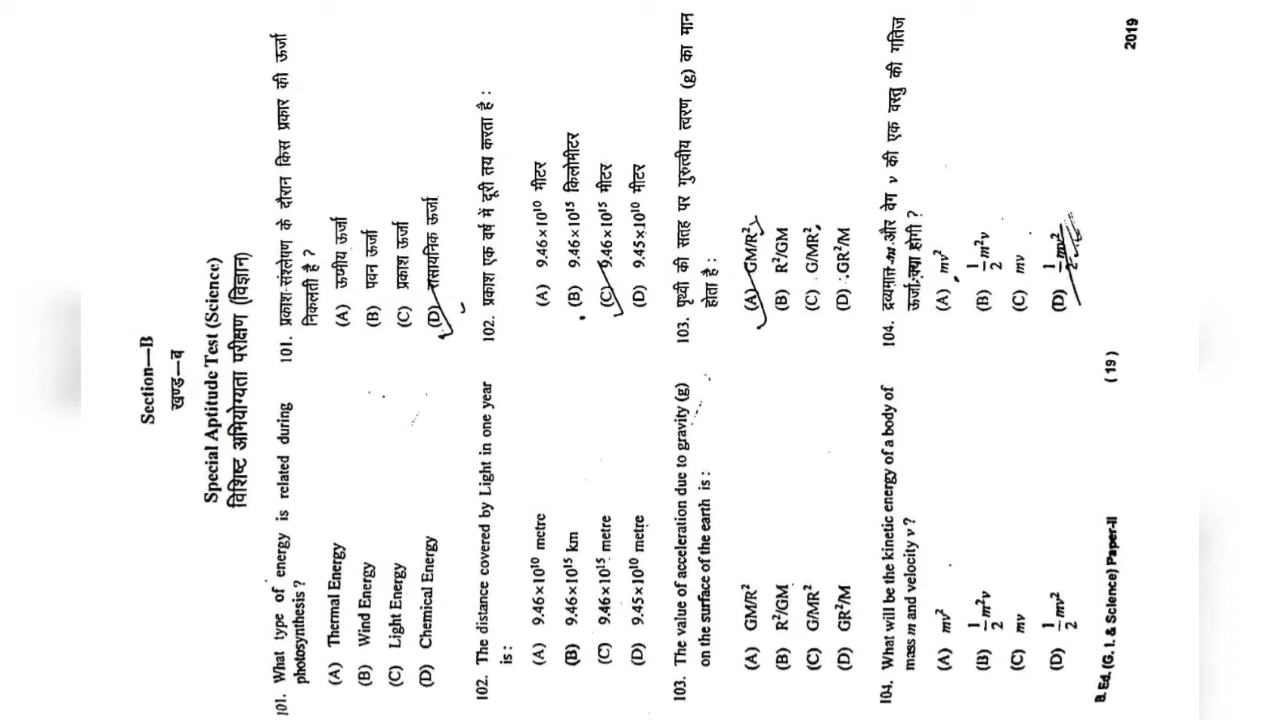 Section—B
खण्ड—ब
Special Aptitude Test (Science)
विशिष्ट अभियोग्यता परीक्षण (विज्ञान)
101. What type of energy is related during
photosynthesis ?
(A) Thermal Energy
(B) Wind Energy
(C) Light Energy
(D) Chemical Energy
102. The distance covered by Light in one year
is :
(A) 9.46×10¹⁰ metre
(B) 9.46×10¹⁵ km
(C) 9.46×10¹⁵ metre
(D) 9.45×10¹⁰ metre
103. The value of acceleration due to gravity (g)
on the surface of the earth is :
(A) GM/R²
(B) R²/GM
(C) G/MR²
(D) GR²/M
104. What will be the kinetic energy of a body of
mass m and velocity v ?
(A) mv²
(B) 1/2 m²v
(C) mv
(D) 1/2 mv²
101. प्रकाश-संश्लेषण के दौरान किस प्रकार की ऊर्जा
निकलती है ?
(A) ऊष्मीय ऊर्जा
(B) पवन ऊर्जा
(C) प्रकाश ऊर्जा
(D) रासायनिक ऊर्जा
102. प्रकाश एक वर्ष में दूरी तय करता है :
(A) 9.46×10¹⁰ मीटर
(B) 9.46×10¹⁵ किलोमीटर
(C) 9.46×10¹⁵ मीटर
(D) 9.45×10¹⁰ मीटर
103. पृथ्वी की सतह पर गुरुत्वीय त्वरण (g) का मान
होता है :
(A) GM/R²
(B) R²/GM
(C) G/MR²
(D) GR²/M
104. द्रव्यमान m और वेग v की एक वस्तु की गतिज
ऊर्जा क्या होगी ?
(A) mv²
(B) 1/2 m²v
(C) mv
(D) 1/2 mv²
B. Ed. (G. I. & Science) Paper-II
( 19 )
2019